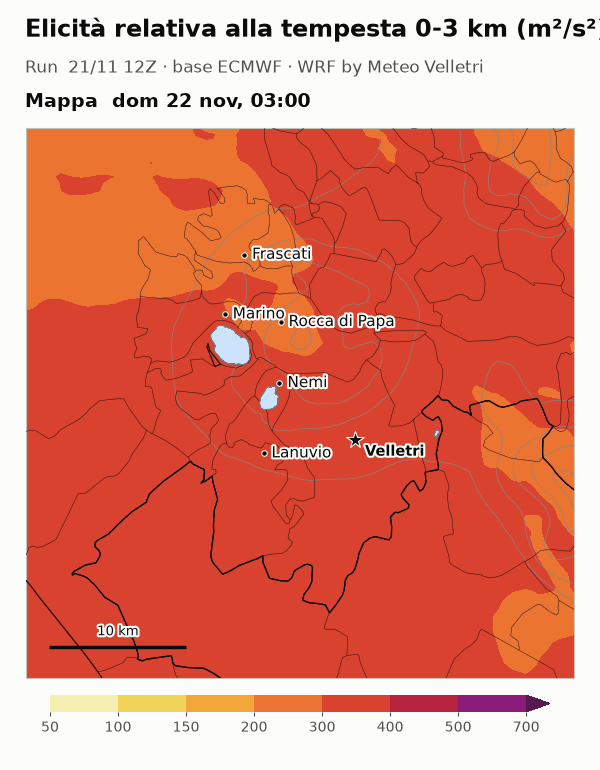 Elicità relativa alla tempesta 0-3 km (m²/s²)
Run  21/11 12Z · base ECMWF · WRF by Meteo Velletri
Mappa  dom 22 nov, 03:00
Frascati
Marino
Rocca di Papa
Nemi
Velletri
Lanuvio
10 km
50 100 150 200 300 400 500 700